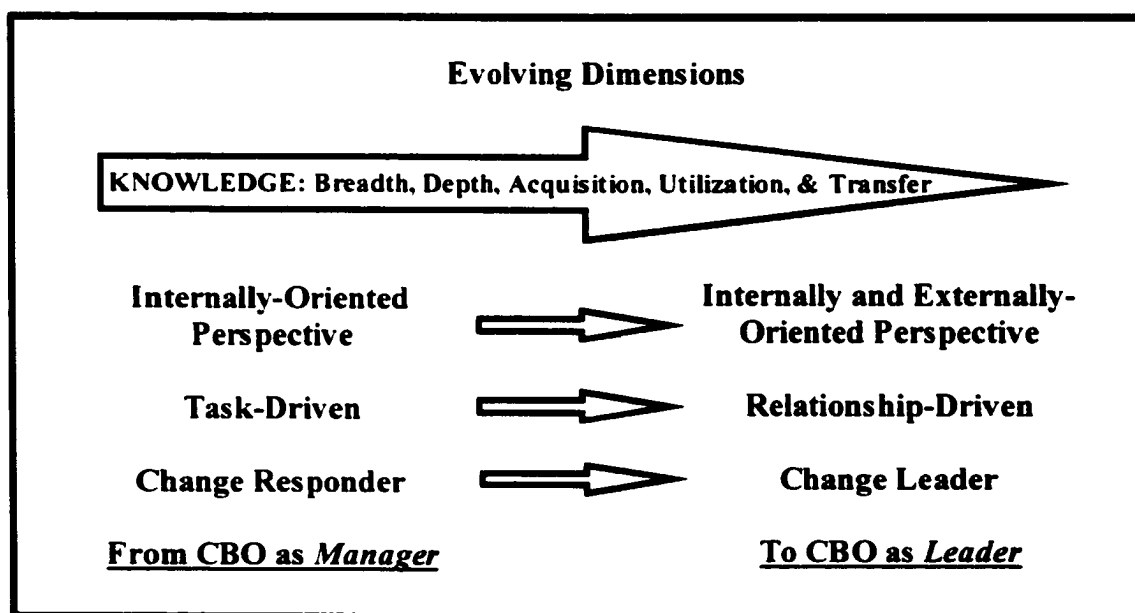 Evolving Dimensions
KNOWLEDGE: Breadth, Depth, Acquisition, Utilization, & Transfer
Internally-Oriented
Perspective
Internally and Externally-
Oriented Perspective
Task-Driven
Relationship-Driven
Change Responder
Change Leader
From CBO as Manager
To CBO as Leader